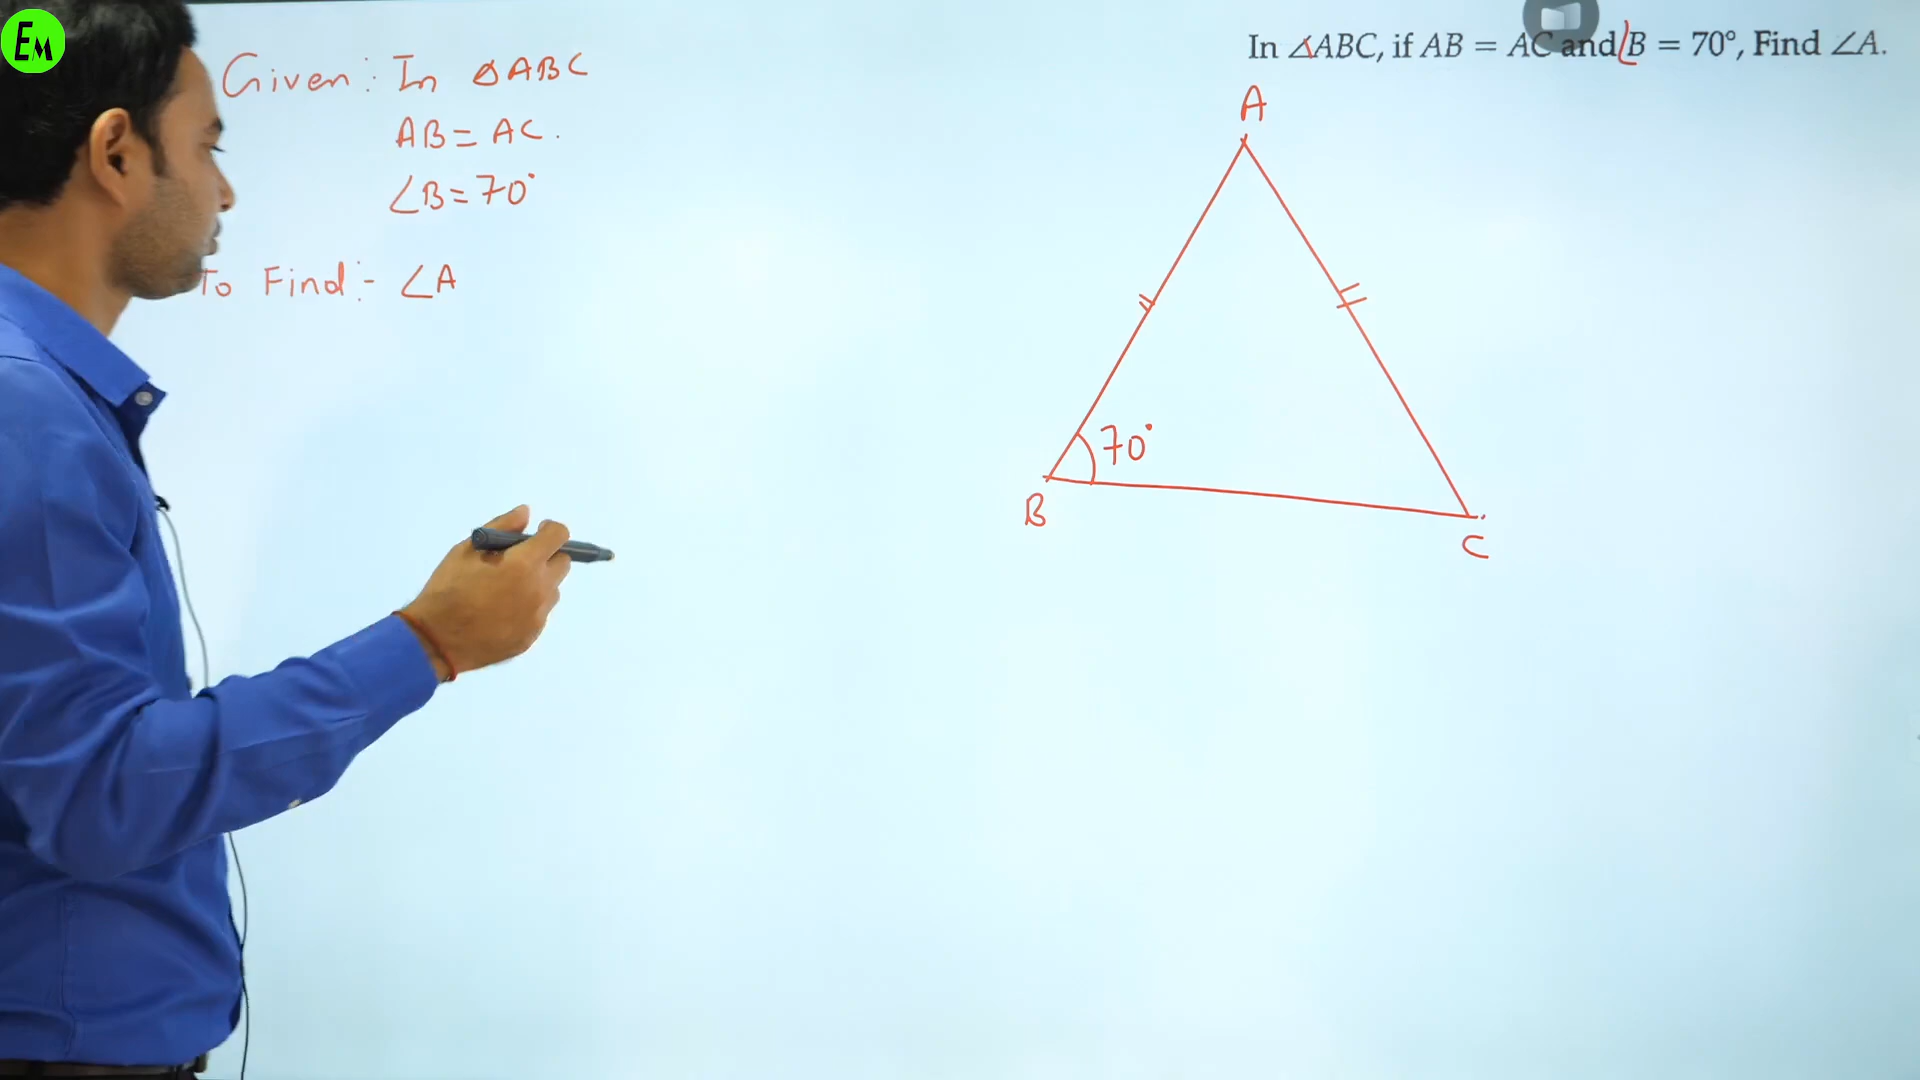 EM
In ∆ABC, if AB = AC and ∠B = 70°, Find ∠A.
Given: In ∆ABC
AB = AC.
∠B = 70°
To Find:- ∠A
A
70°
B
C